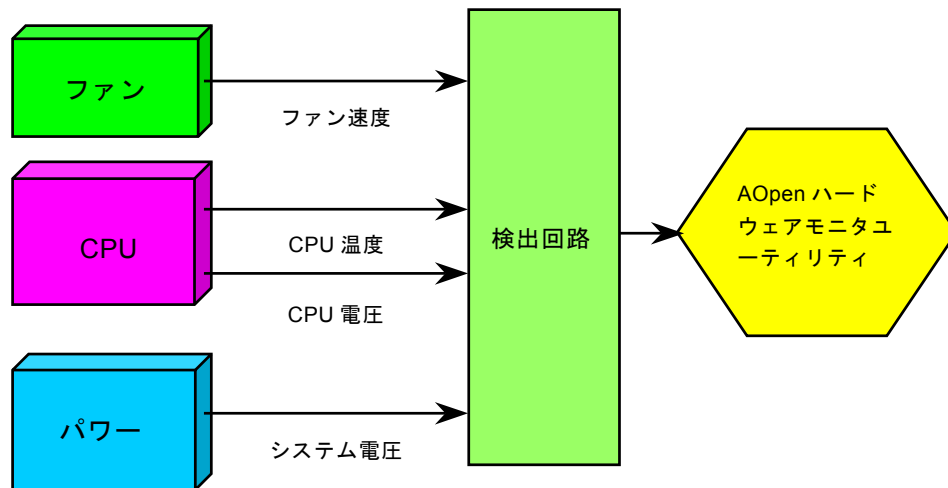 ファン
ファン速度
CPU
CPU 温度
CPU 電圧
パワー
システム電圧
検出回路
AOpen ハード
ウェアモニタユ
ーティリティ